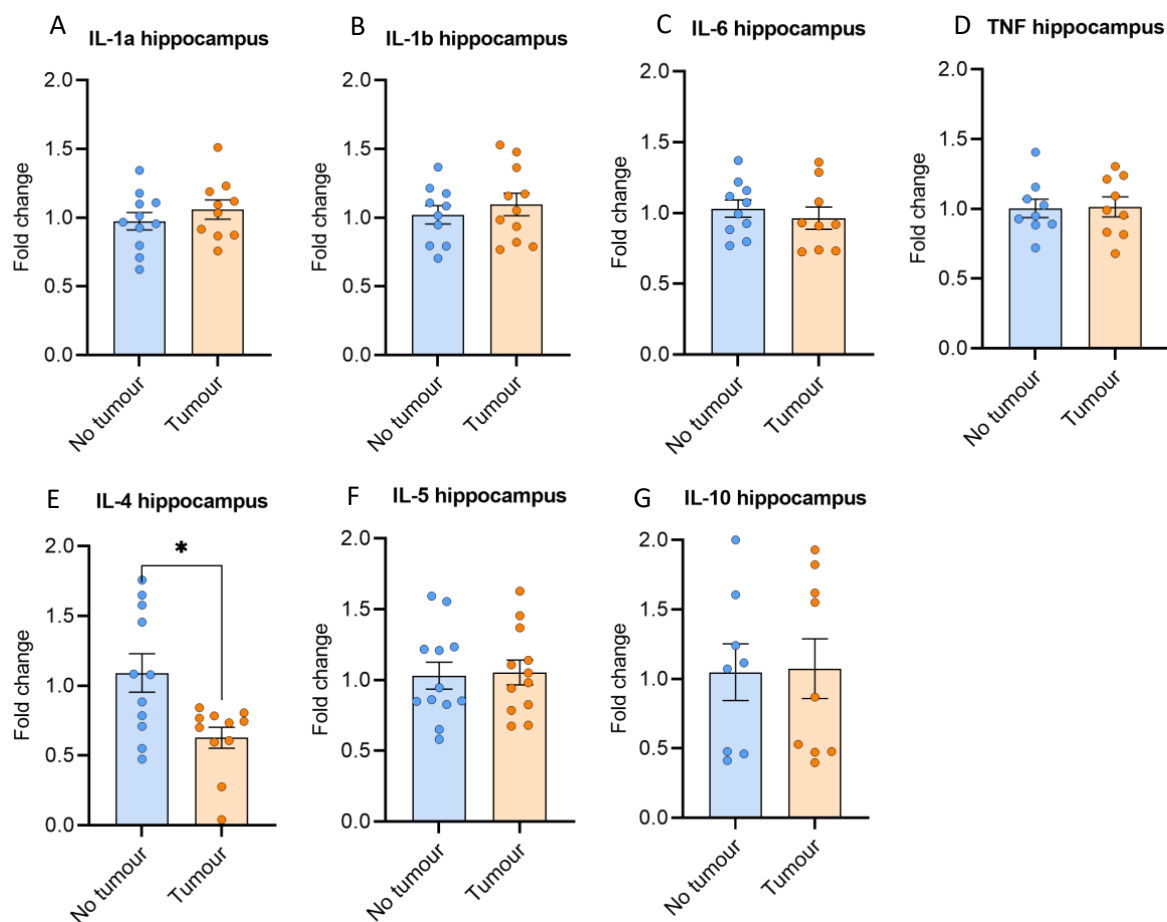 A IL-1a hippocampus
Fold change
2.0
1.5
1.0
0.5
0.0
No tumour
Tumour
B IL-1b hippocampus
Fold change
2.0
1.5
1.0
0.5
0.0
No tumour
Tumour
C IL-6 hippocampus
Fold change
2.0
1.5
1.0
0.5
0.0
No tumour
Tumour
D TNF hippocampus
Fold change
2.0
1.5
1.0
0.5
0.0
No tumour
Tumour
E IL-4 hippocampus
Fold change
2.0
1.5
1.0
0.5
0.0
*
No tumour
Tumour
F IL-5 hippocampus
Fold change
2.0
1.5
1.0
0.5
0.0
No tumour
Tumour
G IL-10 hippocampus
Fold change
2.0
1.5
1.0
0.5
0.0
No tumour
Tumour